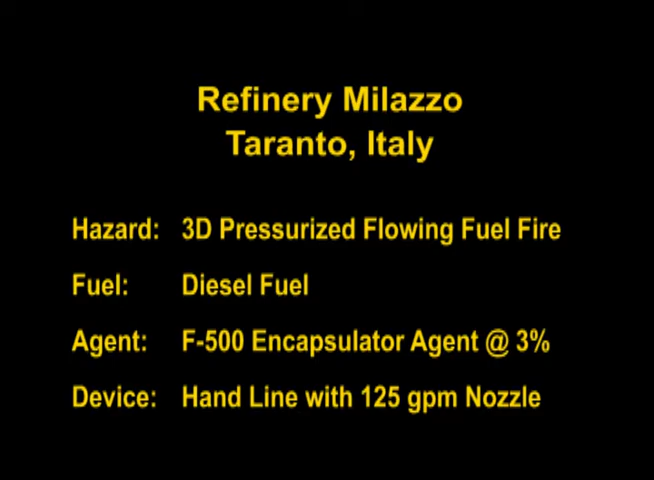 Refinery Milazzo
Taranto, Italy
Hazard: 3D Pressurized Flowing Fuel Fire
Fuel: Diesel Fuel
Agent: F-500 Encapsulator Agent @ 3%
Device: Hand Line with 125 gpm Nozzle